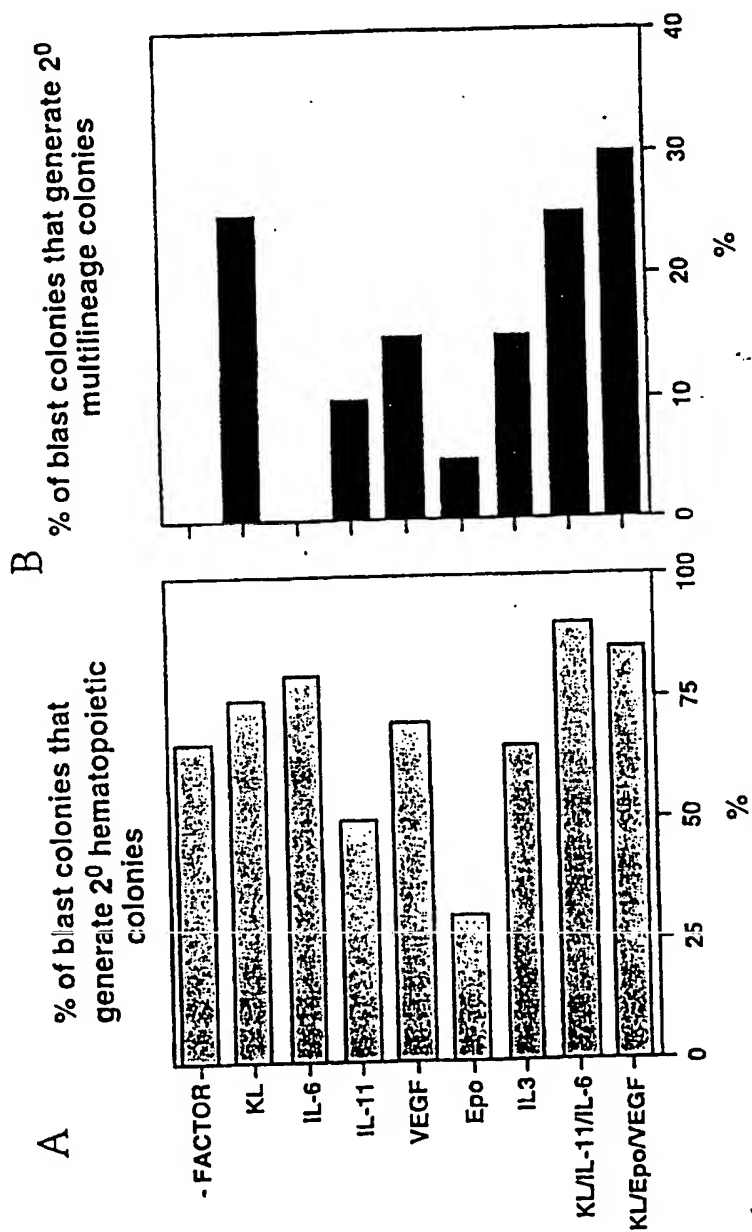 A
% of blast colonies that
generate 2⁰ hematopoietic
colonies
- FACTOR
KL
IL-6
IL-11
VEGF
Epo
IL3
KL/IL-11/IL-6
KL/Epo/VEGF
0
25
50
75
100
%
B
% of blast colonies that generate 2⁰
multilineage colonies
0
10
20
30
40
%